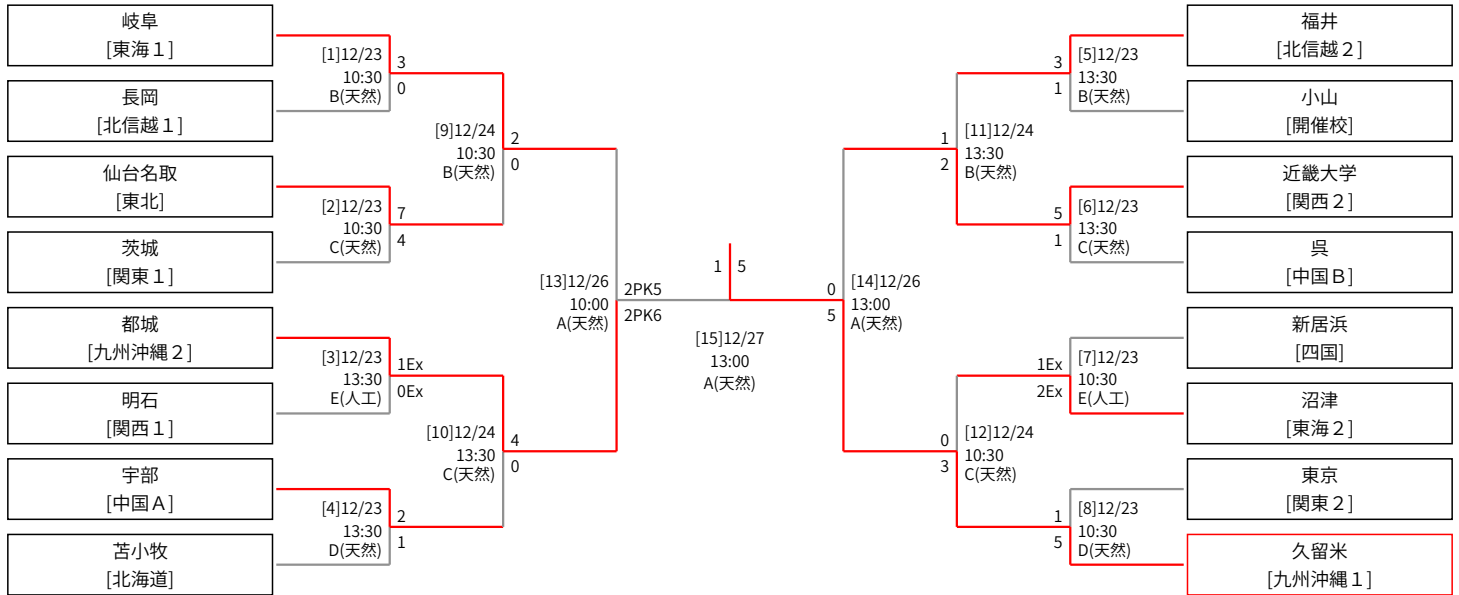 岐阜
[東海１]
長岡
[北信越１]
仙台名取
[東北]
茨城
[関東１]
都城
[九州沖縄２]
明石
[関西１]
宇部
[中国Ａ]
苫小牧
[北海道]
[1]12/23
10:30
B(天然)
3
0
[2]12/23
10:30
C(天然)
7
4
[3]12/23
13:30
E(人工)
1Ex
0Ex
[4]12/23
13:30
D(天然)
2
1
[9]12/24
10:30
B(天然)
2
0
[10]12/24
13:30
C(天然)
4
0
[13]12/26
10:00
A(天然)
2PK5
2PK6
1
5
[15]12/27
13:00
A(天然)
0
5
[14]12/26
13:00
A(天然)
1
2
[11]12/24
13:30
B(天然)
0
3
[12]12/24
10:30
C(天然)
3
1
[5]12/23
13:30
B(天然)
5
1
[6]12/23
13:30
C(天然)
1Ex
2Ex
[7]12/23
10:30
E(人工)
1
5
[8]12/23
10:30
D(天然)
福井
[北信越２]
小山
[開催校]
近畿大学
[関西２]
呉
[中国Ｂ]
新居浜
[四国]
沼津
[東海２]
東京
[関東２]
久留米
[九州沖縄１]